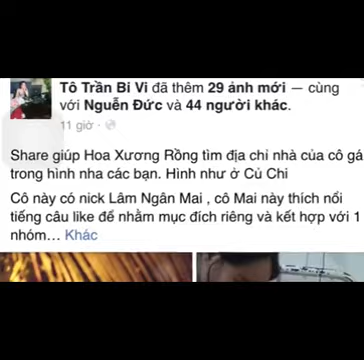 Tô Trần Bi Vi đã thêm 29 ảnh mới — cùng
với Nguễn Đức và 44 người khác.
11 giờ ·
Share giúp Hoa Xương Rồng tìm địa chỉ nhà của cô gá
trong hình nha các bạn. Hình như ở Củ Chi
Cô này có nick Lâm Ngân Mai , cô Mai này thích nổi
tiếng câu like để nhằm mục đích riêng và kết hợp với 1
nhóm... Khác